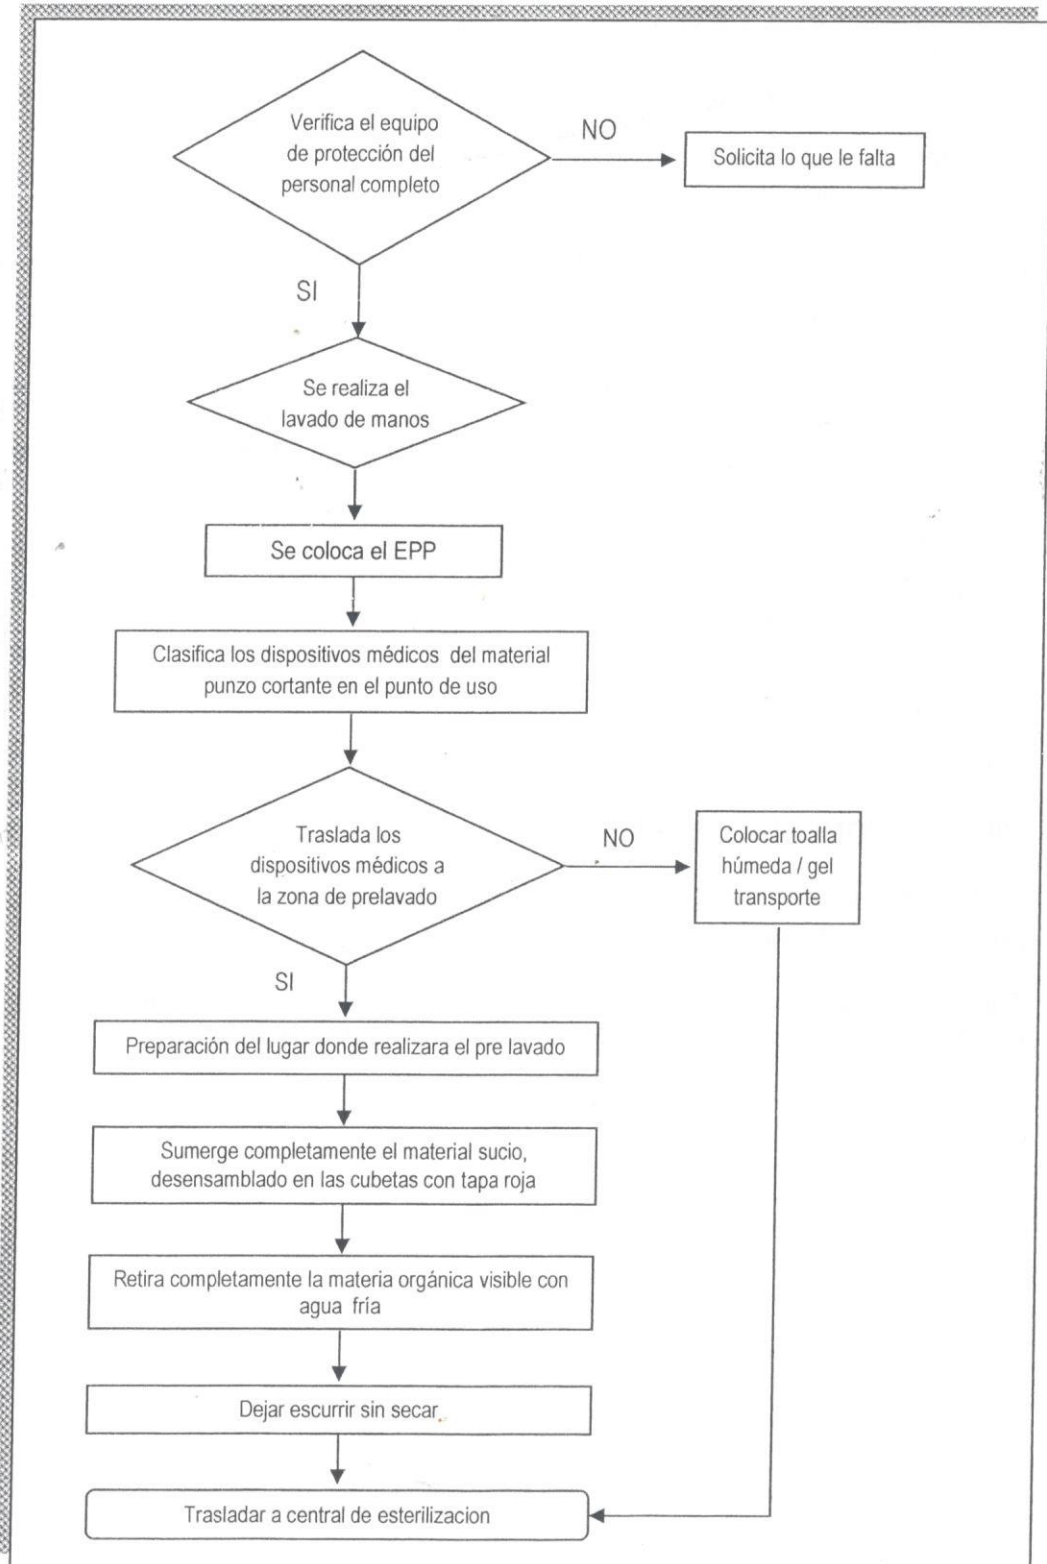 Verifica el equipo
de protección del
personal completo
NO
Solicita lo que le falta
SI
Se realiza el
lavado de manos
Se coloca el EPP
Clasifica los dispositivos médicos del material
punzo cortante en el punto de uso
Traslada los
dispositivos médicos a
la zona de prelavado
NO
Colocar toalla
húmeda / gel
transporte
SI
Preparación del lugar donde realizara el pre lavado
Sumerge completamente el material sucio,
desensamblado en las cubetas con tapa roja
Retira completamente la materia orgánica visible con
agua fría
Dejar escurrir sin secar
Trasladar a central de esterilizacion